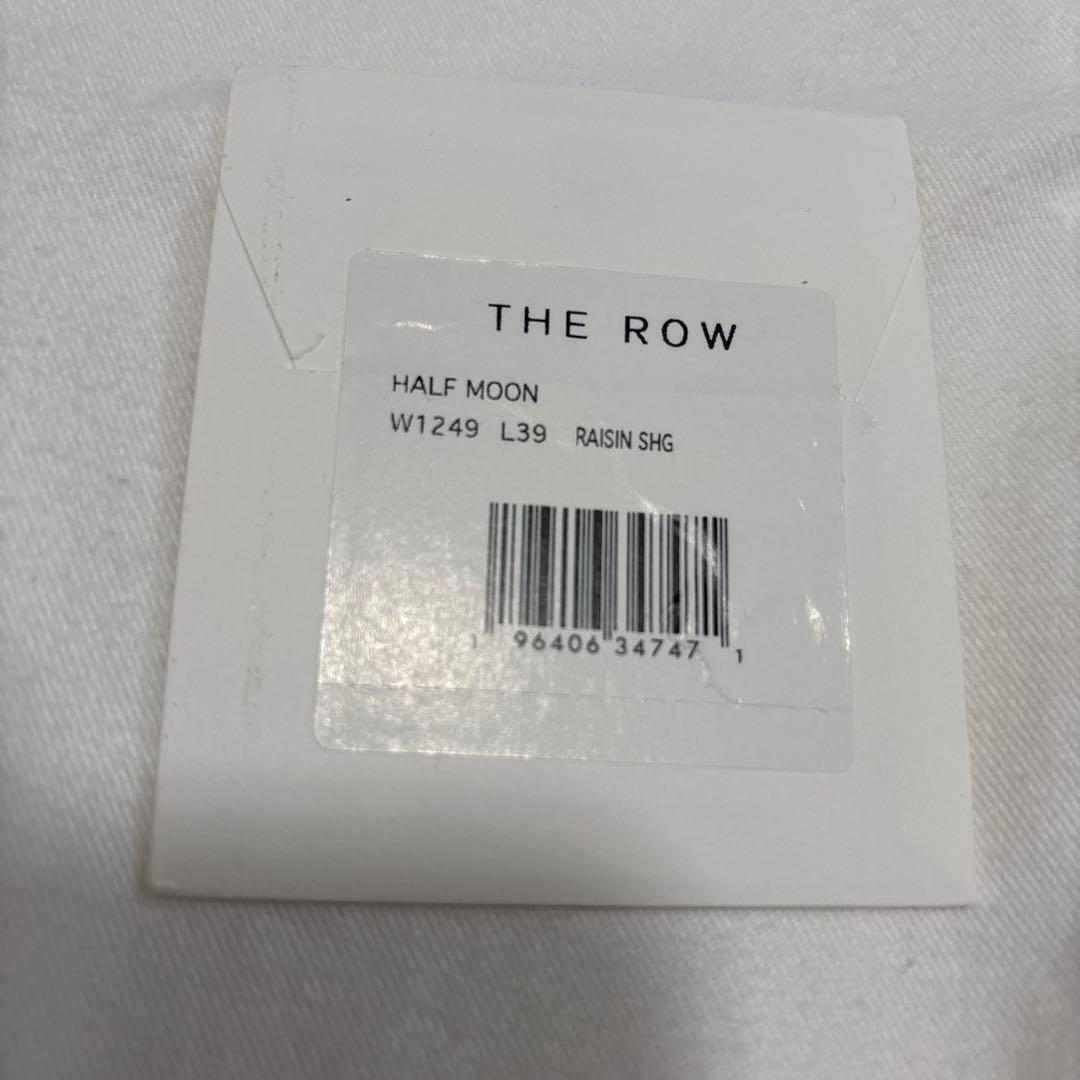 THE ROW
HALF MOON
W1249 L39 RAISIN SHG
1 96406 34747 1